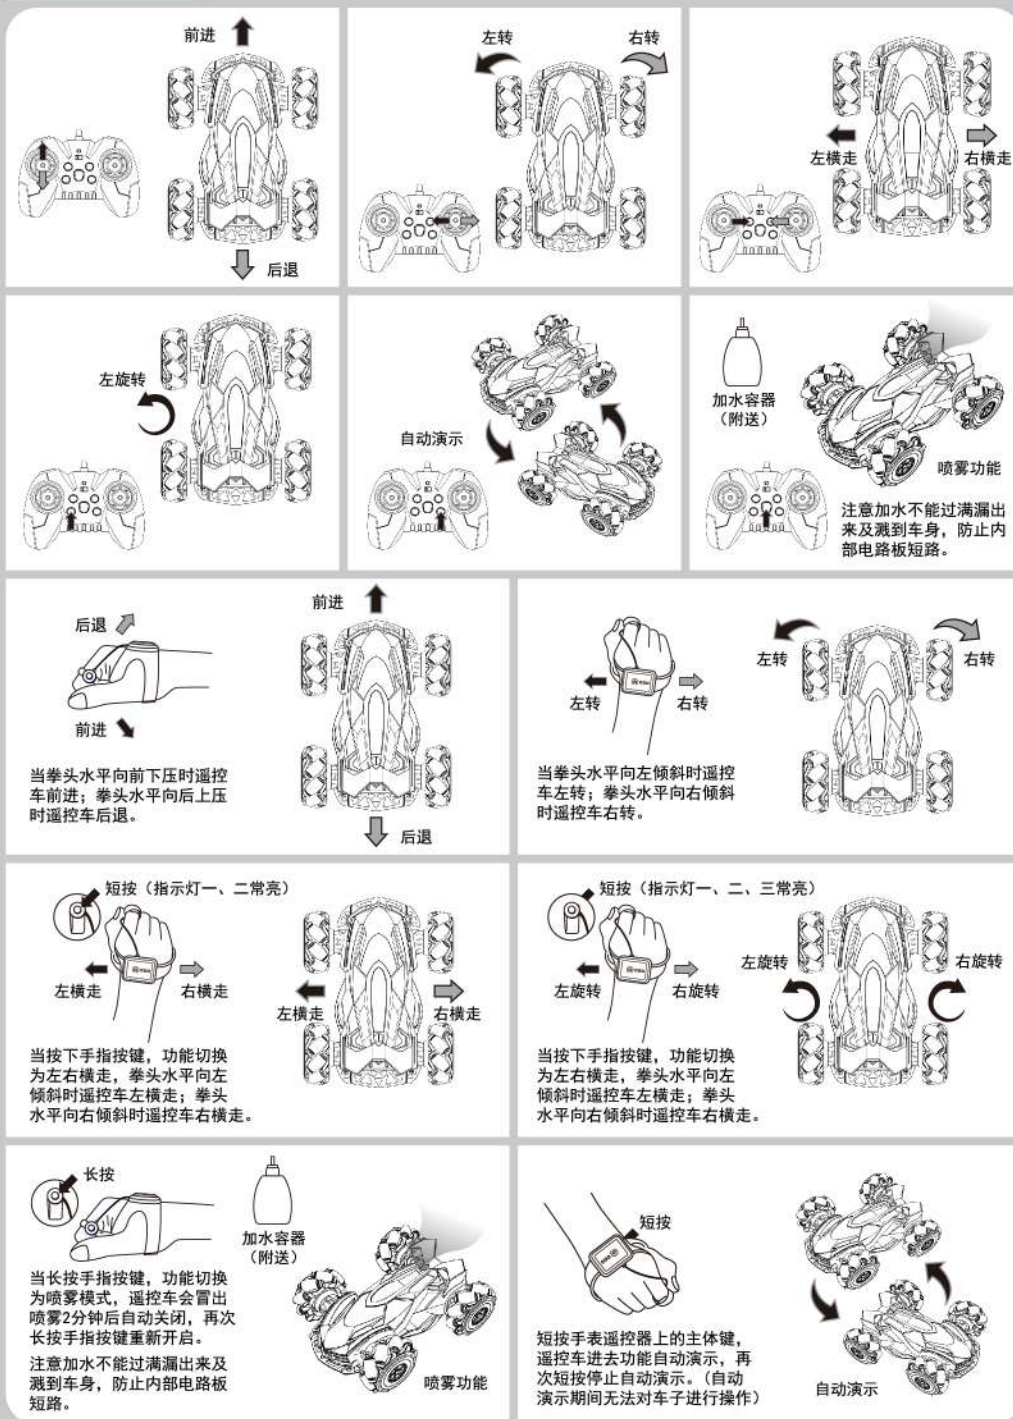 前进
后退
左转
右转
左横走
右横走
左旋转
自动演示
加水容器
（附送）
喷雾功能
注意加水不能过满漏出
来及溅到车身，防止内
部电路板短路。
后退
前进
当拳头水平向前下压时遥控
车前进；拳头水平向后上压
时遥控车后退。
前进
后退
左转
右转
当拳头水平向左倾斜时遥控
车左转；拳头水平向右倾斜
时遥控车右转。
左转
右转
短按（指示灯一、二常亮）
左横走
右横走
当按下手指按键，功能切换
为左右横走，拳头水平向左
倾斜时遥控车左横走；拳头
水平向右倾斜时遥控车右横走。
左横走
右横走
短按（指示灯一、二、三常亮）
左旋转
右旋转
当按下手指按键，功能切换
为左右横走，拳头水平向左
倾斜时遥控车左横走；拳头
水平向右倾斜时遥控车右横走。
左旋转
右旋转
长按
当长按手指按键，功能切换
为喷雾模式，遥控车会冒出
喷雾2分钟后自动关闭，再次
长按手指按键重新开启。
注意加水不能过满漏出来及
溅到车身，防止内部电路板
短路。
加水容器
（附送）
喷雾功能
短按
短按手表遥控器上的主体键，
遥控车进去功能自动演示，再
次短按停止自动演示。（自动
演示期间无法对车子进行操作）
自动演示